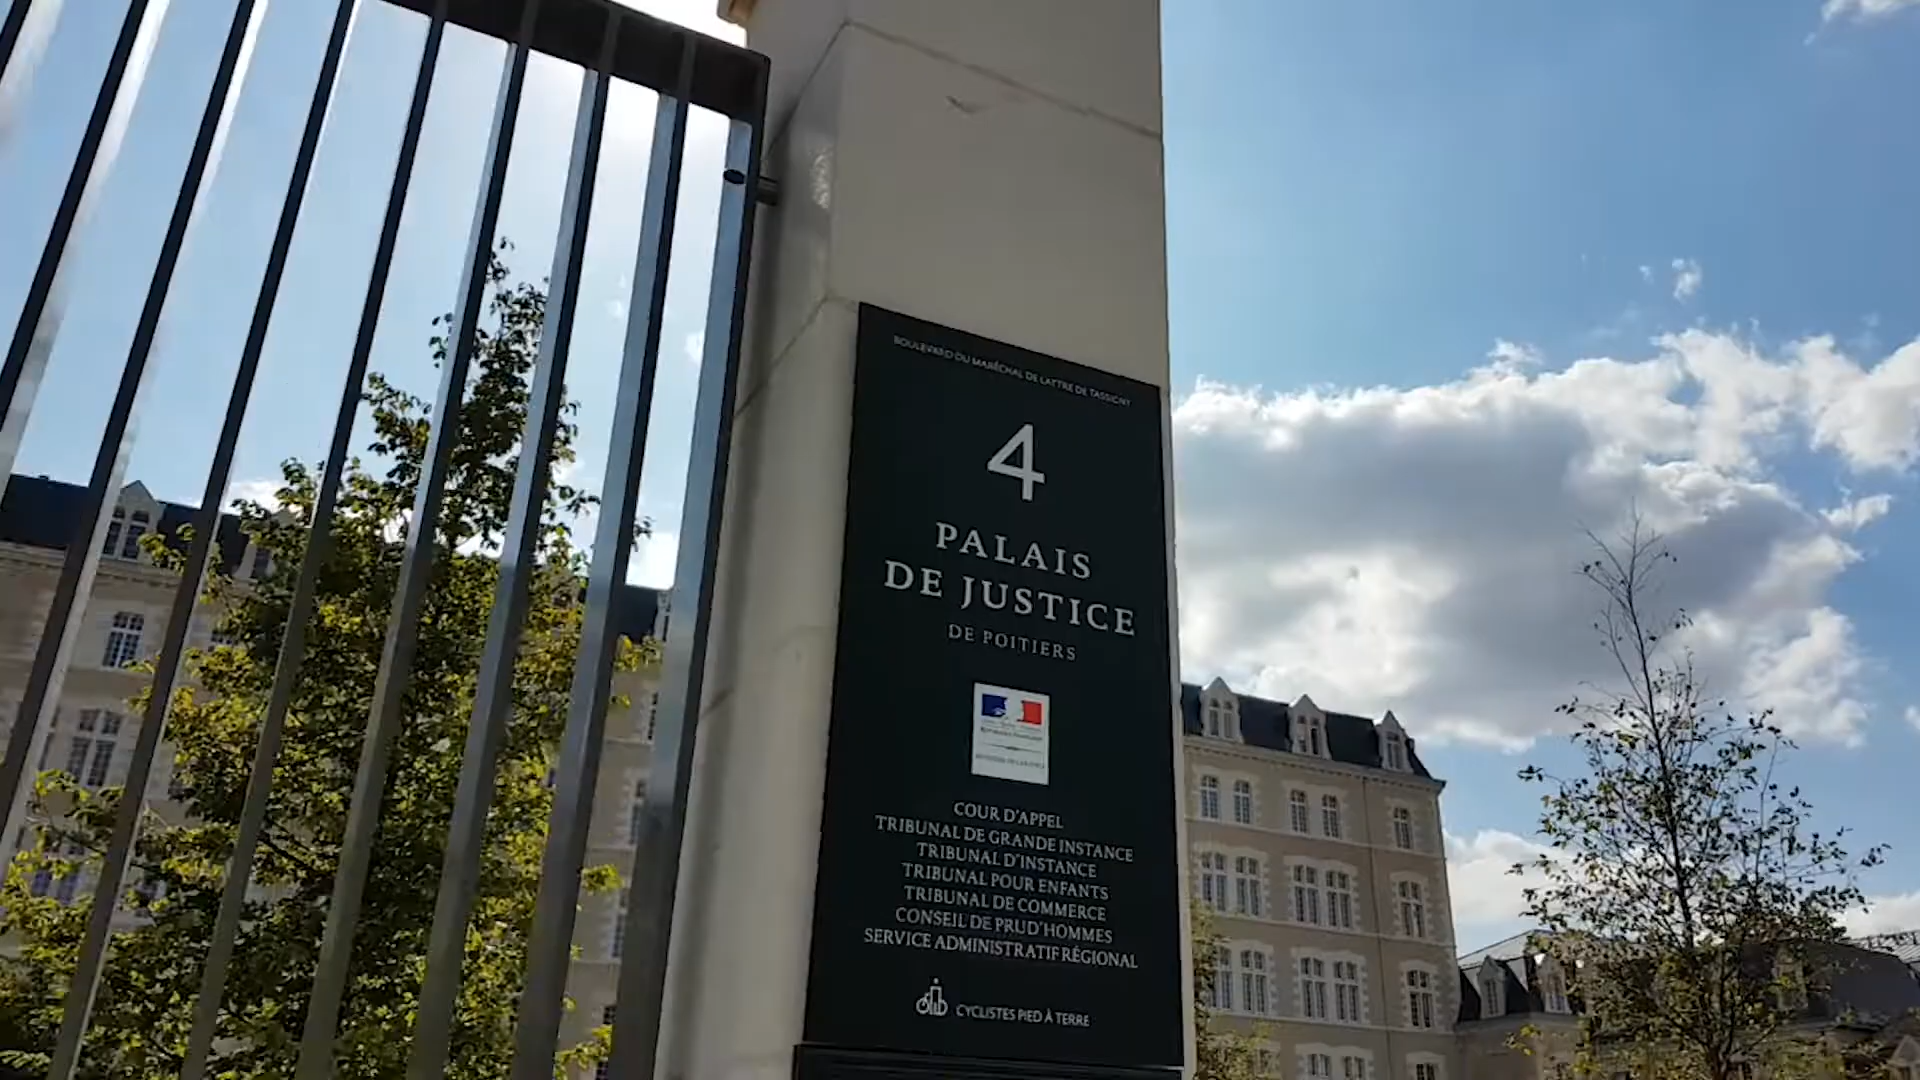 BOULEVARD DU MARÉCHAL DE LATTRE DE TASSIGNY
4
PALAIS
DE JUSTICE
DE POITIERS
COUR D'APPEL
TRIBUNAL DE GRANDE INSTANCE
TRIBUNAL D'INSTANCE
TRIBUNAL POUR ENFANTS
TRIBUNAL DE COMMERCE
CONSEIL DE PRUD'HOMMES
SERVICE ADMINISTRATIF RÉGIONAL
CYCLISTES PIED À TERRE